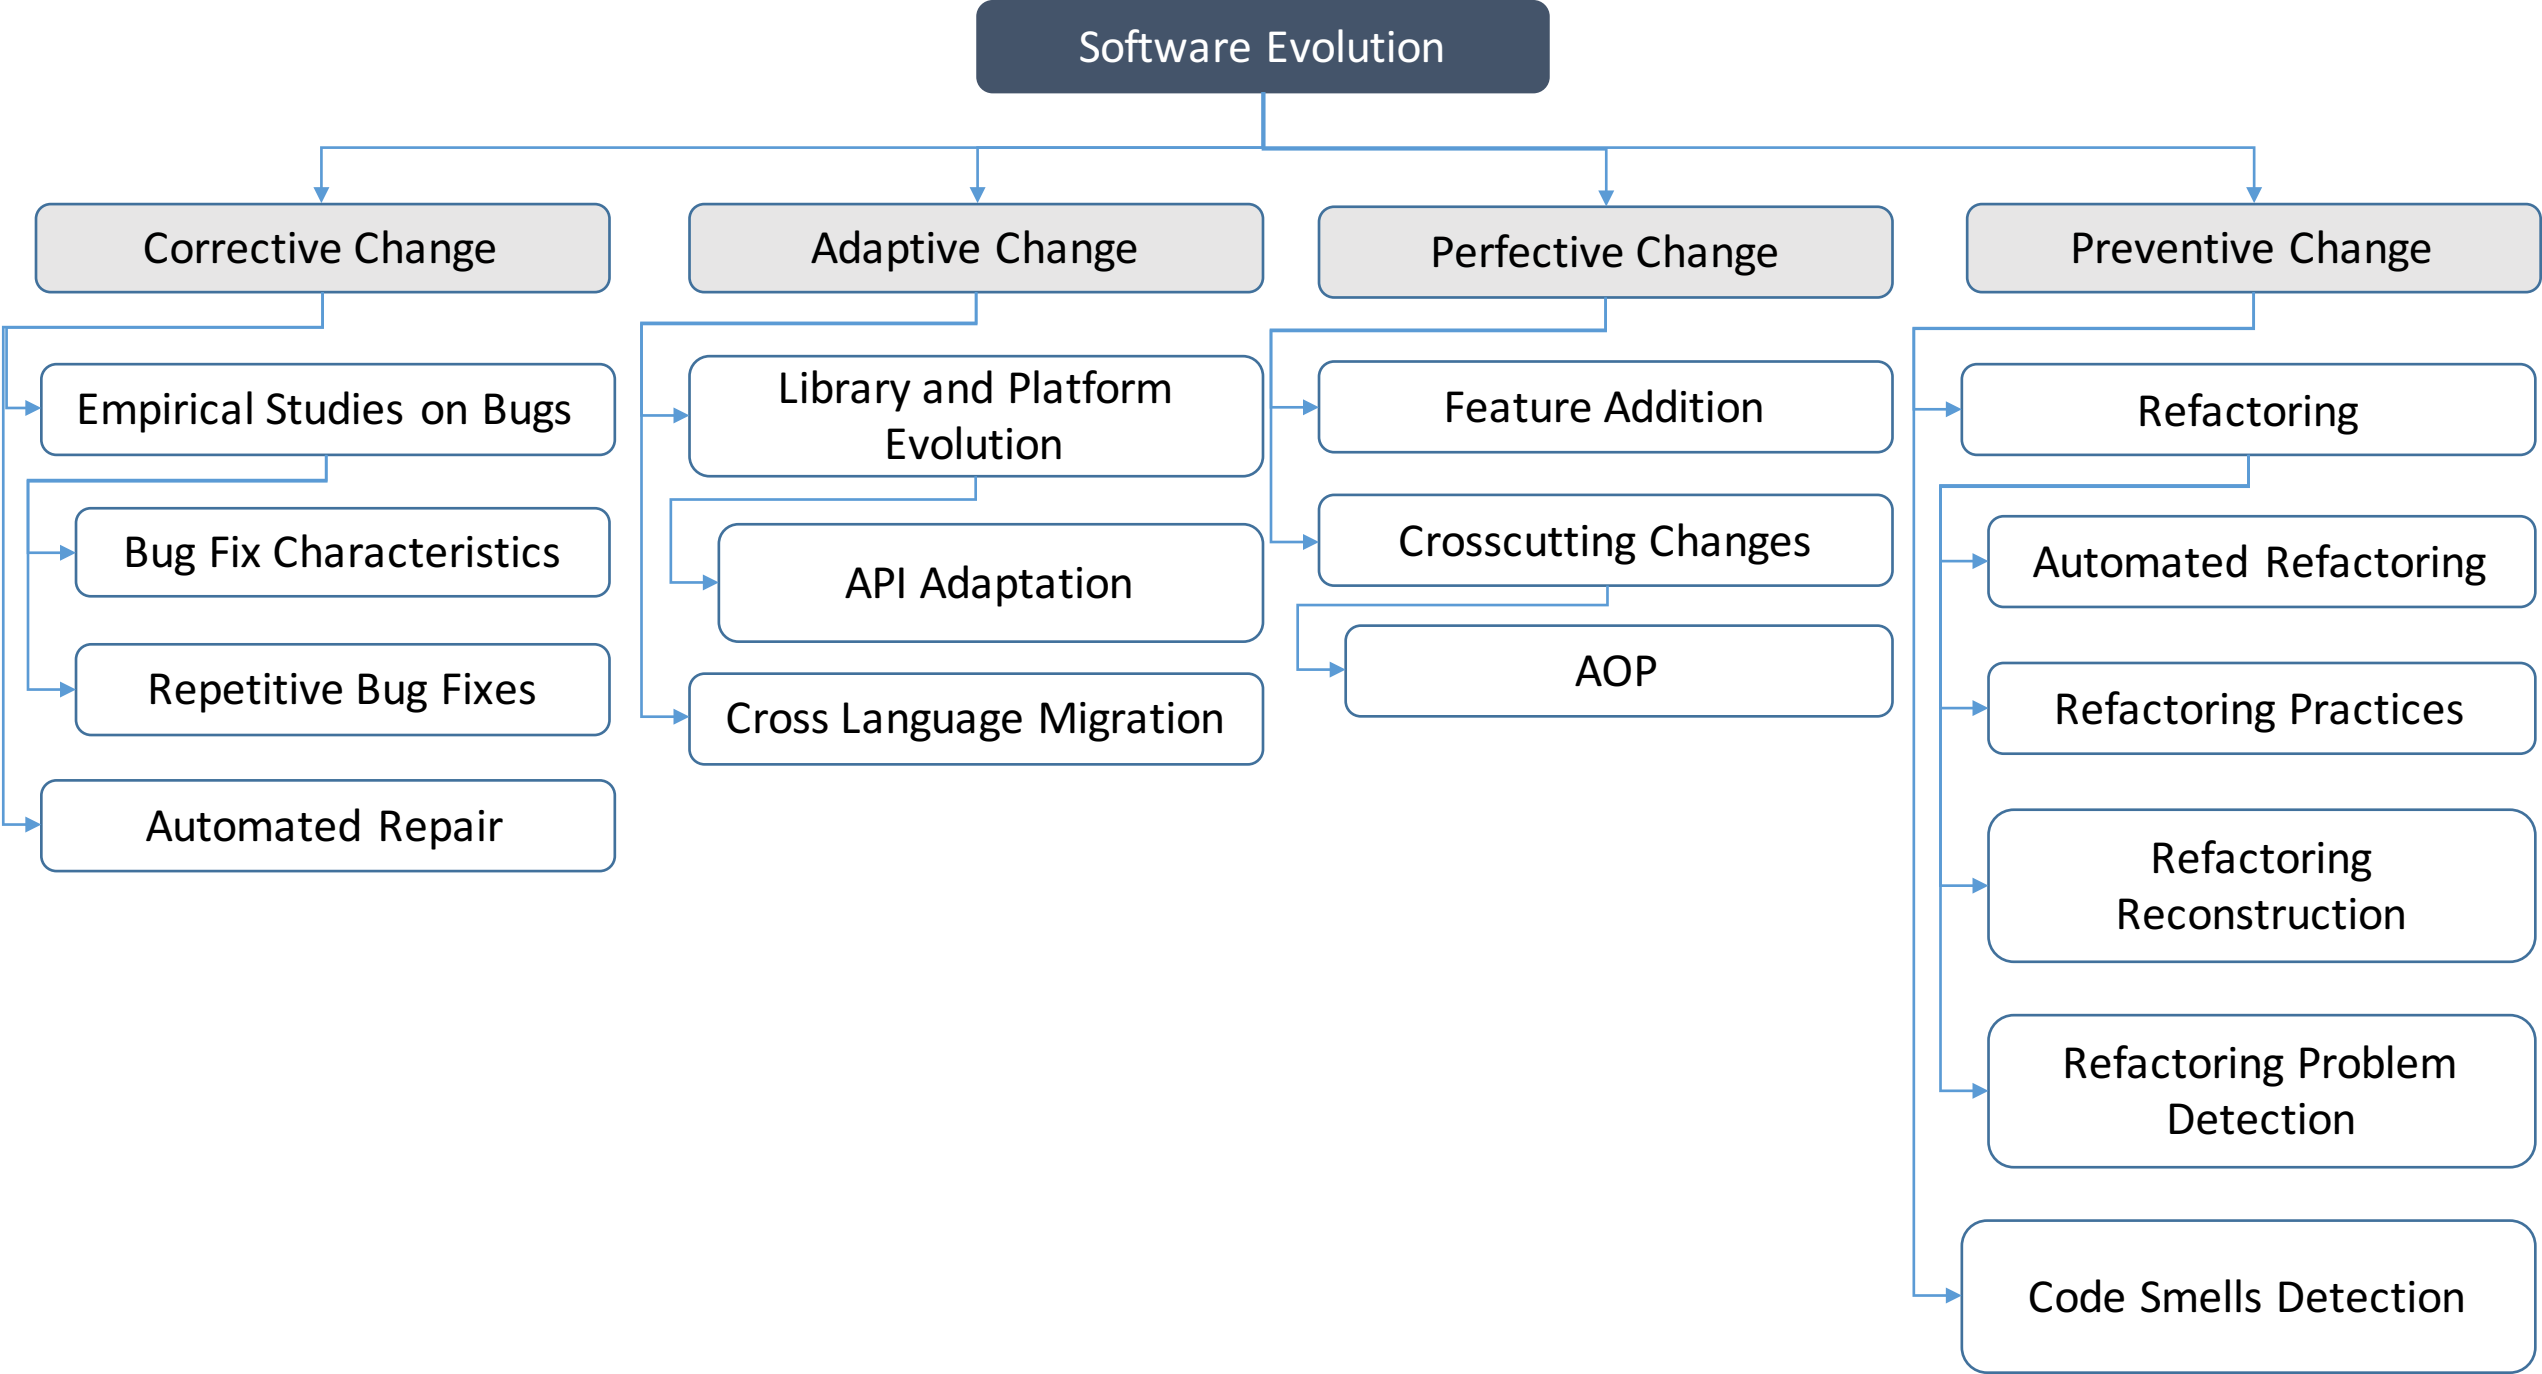 Software Evolution
Corrective Change
Empirical Studies on Bugs
Bug Fix Characteristics
Repetitive Bug Fixes
Automated Repair
Adaptive Change
Library and Platform
Evolution
API Adaptation
Cross Language Migration
Perfective Change
Feature Addition
Crosscutting Changes
AOP
Preventive Change
Refactoring
Automated Refactoring
Refactoring Practices
Refactoring
Reconstruction
Refactoring Problem
Detection
Code Smells Detection